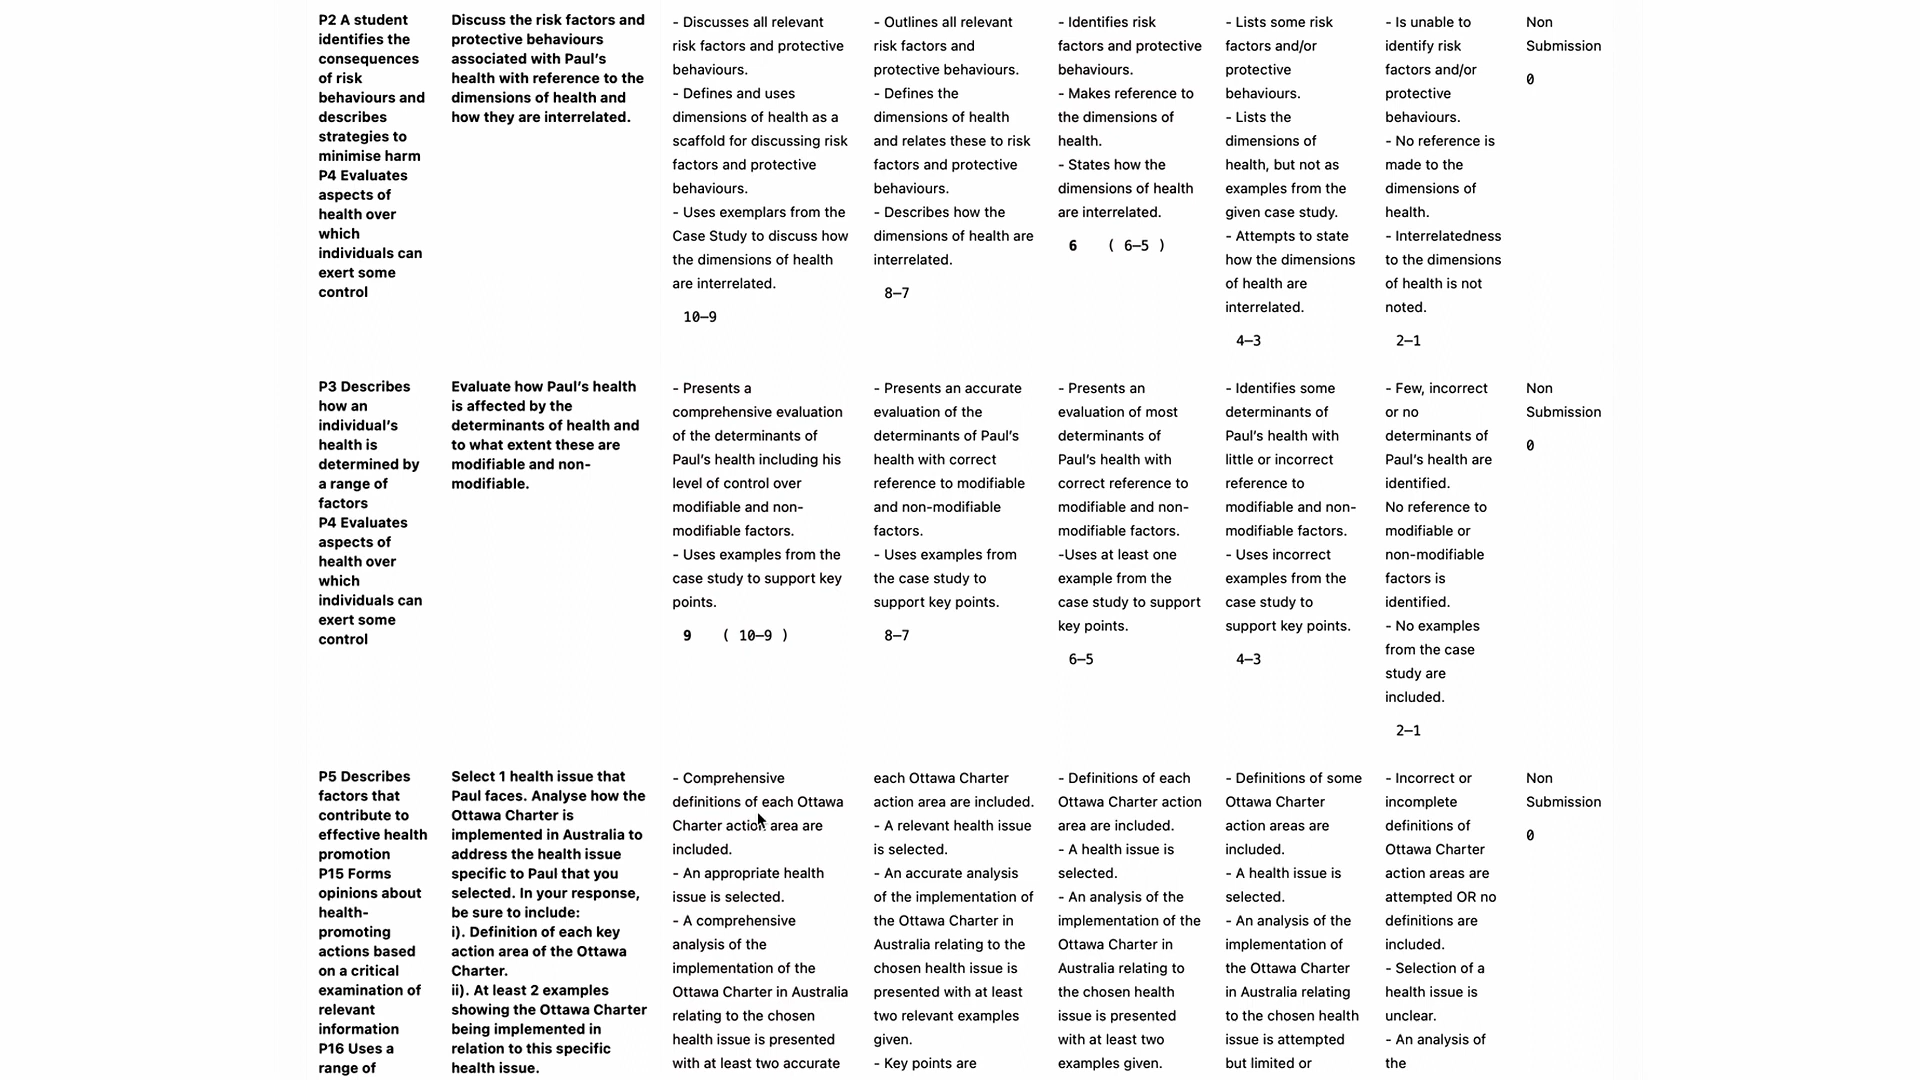 P2 A student
identifies the
consequences
of risk
behaviours and
describes
strategies to
minimise harm
P4 Evaluates
aspects of
health over
which
individuals can
exert some
control
Discuss the risk factors and
protective behaviours
associated with Paul’s
health with reference to the
dimensions of health and
how they are interrelated.
- Discusses all relevant
risk factors and protective
behaviours.
- Defines and uses
dimensions of health as a
scaffold for discussing risk
factors and protective
behaviours.
- Uses exemplars from the
Case Study to discuss how
the dimensions of health
are interrelated.
10–9
- Outlines all relevant
risk factors and
protective behaviours.
- Defines the
dimensions of health
and relates these to risk
factors and protective
behaviours.
- Describes how the
dimensions of health are
interrelated.
8–7
- Identifies risk
factors and protective
behaviours.
- Makes reference to
the dimensions of
health.
- States how the
dimensions of health
are interrelated.
6 ( 6–5 )
- Lists some risk
factors and/or
protective
behaviours.
- Lists the
dimensions of
health, but not as
examples from the
given case study.
- Attempts to state
how the dimensions
of health are
interrelated.
4–3
- Is unable to
identify risk
factors and/or
protective
behaviours.
- No reference is
made to the
dimensions of
health.
- Interrelatedness
to the dimensions
of health is not
noted.
2–1
Non
Submission
0
P3 Describes
how an
individual’s
health is
determined by
a range of
factors
P4 Evaluates
aspects of
health over
which
individuals can
exert some
control
Evaluate how Paul’s health
is affected by the
determinants of health and
to what extent these are
modifiable and non-
modifiable.
- Presents a
comprehensive evaluation
of the determinants of
Paul’s health including his
level of control over
modifiable and non-
modifiable factors.
- Uses examples from the
case study to support key
points.
9 ( 10–9 )
- Presents an accurate
evaluation of the
determinants of Paul’s
health with correct
reference to modifiable
and non-modifiable
factors.
- Uses examples from
the case study to
support key points.
8–7
- Presents an
evaluation of most
determinants of
Paul’s health with
correct reference to
modifiable and non-
modifiable factors.
-Uses at least one
example from the
case study to support
key points.
6–5
- Identifies some
determinants of
Paul’s health with
little or incorrect
reference to
modifiable and non-
modifiable factors.
- Uses incorrect
examples from the
case study to
support key points.
4–3
- Few, incorrect
or no
determinants of
Paul’s health are
identified.
No reference to
modifiable or
non-modifiable
factors is
identified.
- No examples
from the case
study are
included.
2–1
Non
Submission
0
P5 Describes
factors that
contribute to
effective health
promotion
P15 Forms
opinions about
health-
promoting
actions based
on a critical
examination of
relevant
information
P16 Uses a
range of
Select 1 health issue that
Paul faces. Analyse how the
Ottawa Charter is
implemented in Australia to
address the health issue
specific to Paul that you
selected. In your response,
be sure to include:
i). Definition of each key
action area of the Ottawa
Charter.
ii). At least 2 examples
showing the Ottawa Charter
being implemented in
relation to this specific
health issue.
- Comprehensive
definitions of each Ottawa
Charter action area are
included.
- An appropriate health
issue is selected.
- A comprehensive
analysis of the
implementation of the
Ottawa Charter in Australia
relating to the chosen
health issue is presented
with at least two accurate
each Ottawa Charter
action area are included.
- A relevant health issue
is selected.
- An accurate analysis
of the implementation of
the Ottawa Charter in
Australia relating to the
chosen health issue is
presented with at least
two relevant examples
given.
- Key points are
- Definitions of each
Ottawa Charter action
area are included.
- A health issue is
selected.
- An analysis of the
implementation of the
Ottawa Charter in
Australia relating to
the chosen health
issue is presented
with at least two
examples given.
- Definitions of some
Ottawa Charter
action areas are
included.
- A health issue is
selected.
- An analysis of the
implementation of
the Ottawa Charter
in Australia relating
to the chosen health
issue is attempted
but limited or
- Incorrect or
incomplete
definitions of
Ottawa Charter
action areas are
attempted OR no
definitions are
included.
- Selection of a
health issue is
unclear.
- An analysis of
the
Non
Submission
0